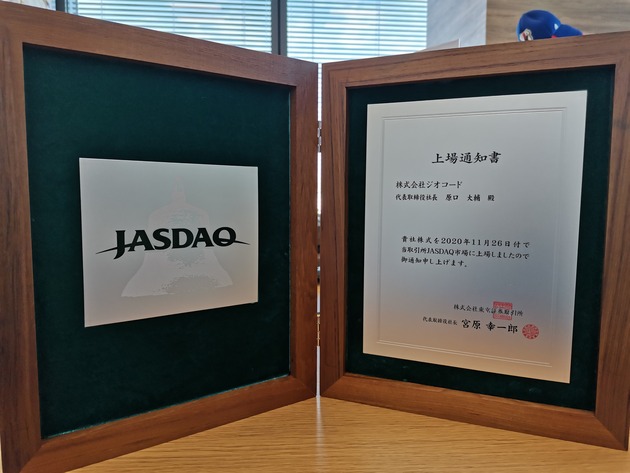 JASDAQ
上場通知書
株式会社ジオコード
代表取締役社長 原口 大輔 殿
貴社株式を2020年11月26日付で
当取引所JASDAQ市場に上場しましたので
御通知申し上げます。
株式会社東京証券取引所
代表取締役社長 宮原 幸一郎